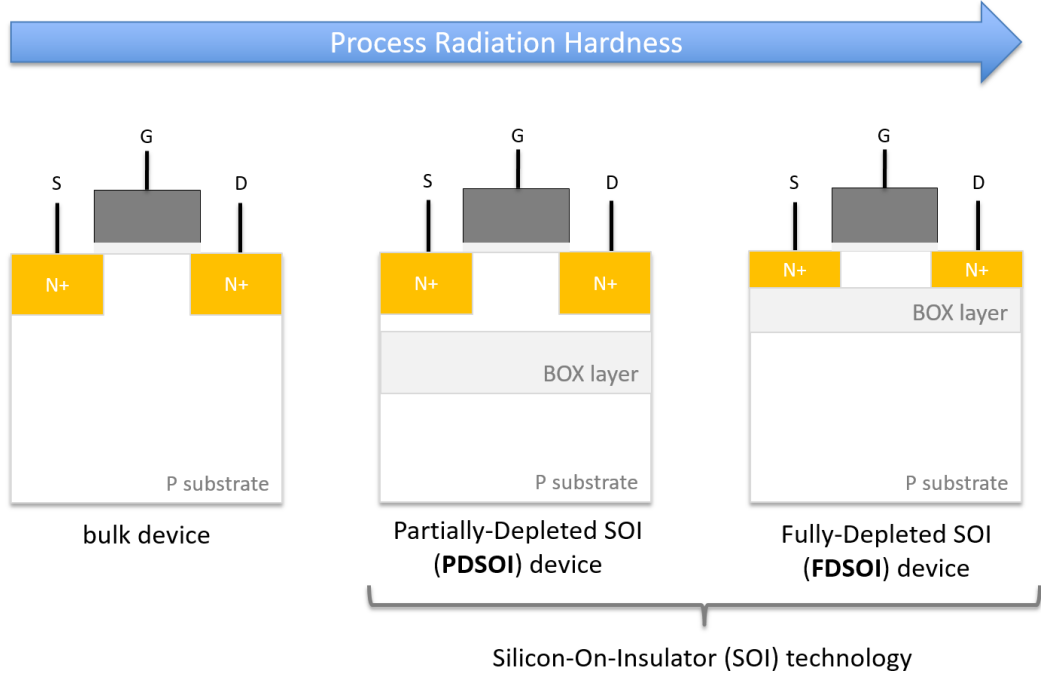 Process Radiation Hardness
G
S
D
N+
N+
P substrate
bulk device
G
S
D
N+
N+
BOX layer
P substrate
Partially-Depleted SOI
(PDSOI) device
G
S
D
N+
N+
BOX layer
P substrate
Fully-Depleted SOI
(FDSOI) device
Silicon-On-Insulator (SOI) technology